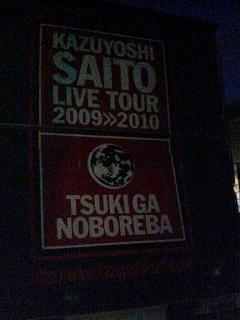 KAZUYOSHI
SAITO
LIVE TOUR
2009>>2010
TSUKI GA
NOBOREBA